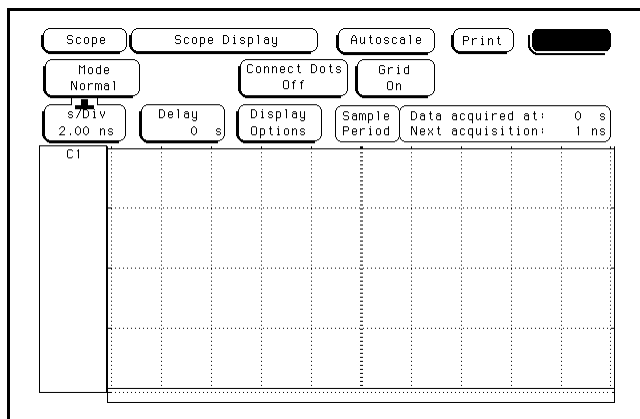 Scope Scope Display Autoscale Print
Mode Connect Dots Grid
Normal Off On
s/Div Delay Display Sample Data acquired at: 0 s
2.00 ns 0 s Options Period Next acquisition: 1 ns
C1